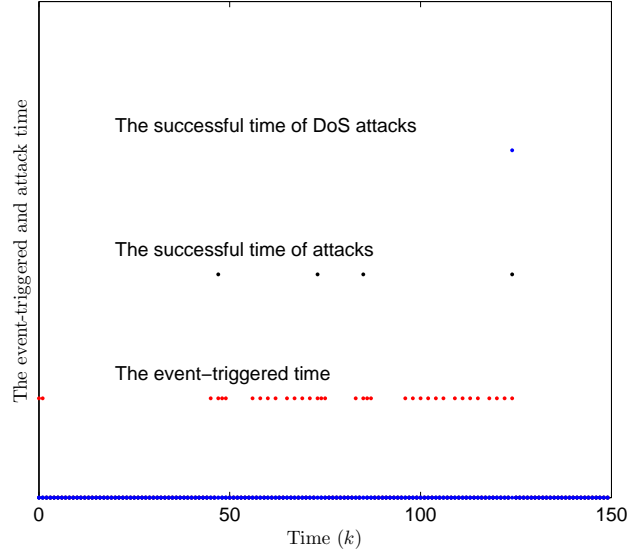 The event-triggered and attack time
The successful time of DoS attacks
The successful time of attacks
The event−triggered time
0 50 100 150
Time (k)